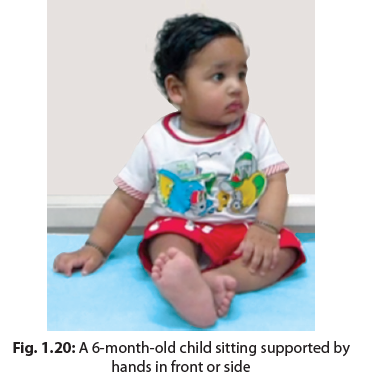 Fig. 1.20: A 6-month-old child sitting supported by
hands in front or side